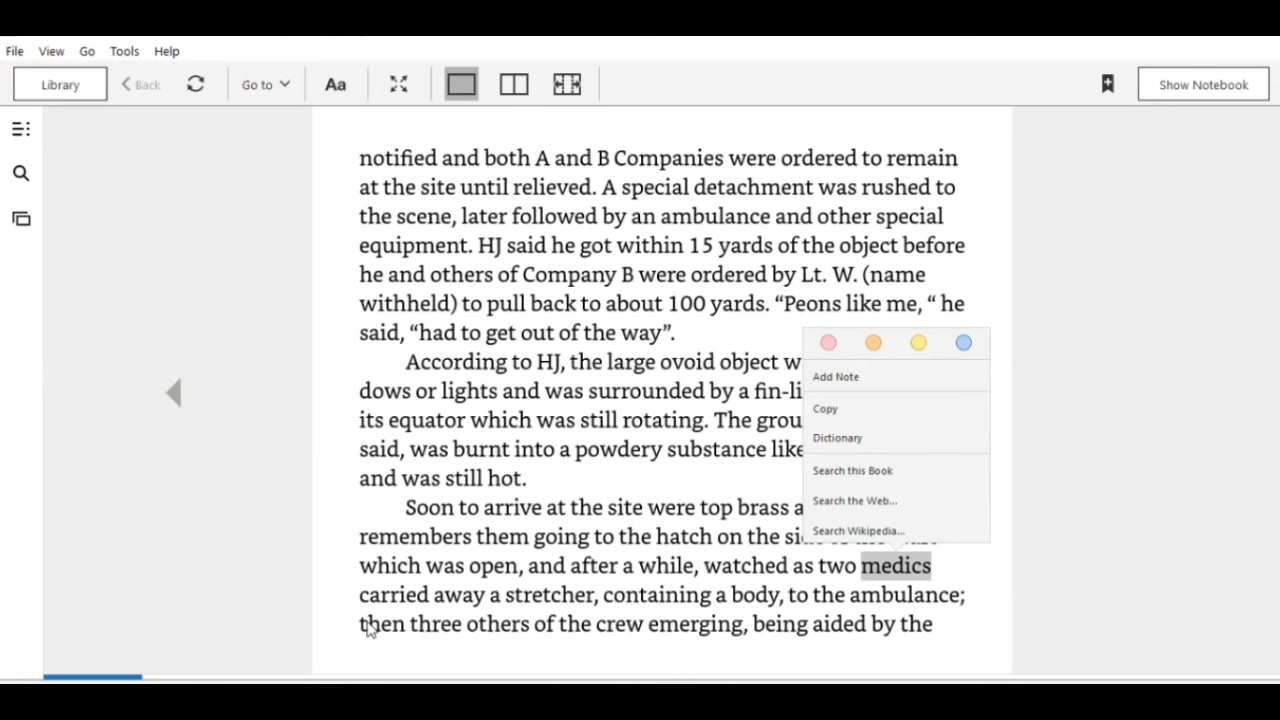 File View Go Tools Help
Library Back Go to Aa Show Notebook
notified and both A and B Companies were ordered to remain
at the site until relieved. A special detachment was rushed to
the scene, later followed by an ambulance and other special
equipment. HJ said he got within 15 yards of the object before
he and others of Company B were ordered by Lt. W. (name
withheld) to pull back to about 100 yards. “Peons like me, “ he
said, “had to get out of the way”.
According to HJ, the large ovoid object w
dows or lights and was surrounded by a fin-li
its equator which was still rotating. The grou
said, was burnt into a powdery substance like
and was still hot.
Soon to arrive at the site were top brass a
remembers them going to the hatch on the si
which was open, and after a while, watched as two medics
carried away a stretcher, containing a body, to the ambulance;
then three others of the crew emerging, being aided by the
Add Note
Copy
Dictionary
Search this Book
Search the Web...
Search Wikipedia...